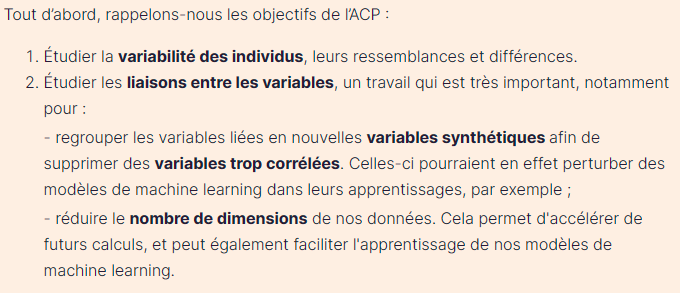 Tout d’abord, rappelons-nous les objectifs de l’ACP :
1. Étudier la variabilité des individus, leurs ressemblances et différences.
2. Étudier les liaisons entre les variables, un travail qui est très important, notamment
pour :
- regrouper les variables liées en nouvelles variables synthétiques afin de
supprimer des variables trop corrélées. Celles-ci pourraient en effet perturber des
modèles de machine learning dans leurs apprentissages, par exemple ;
- réduire le nombre de dimensions de nos données. Cela permet d'accélérer de
futurs calculs, et peut également faciliter l'apprentissage de nos modèles de
machine learning.